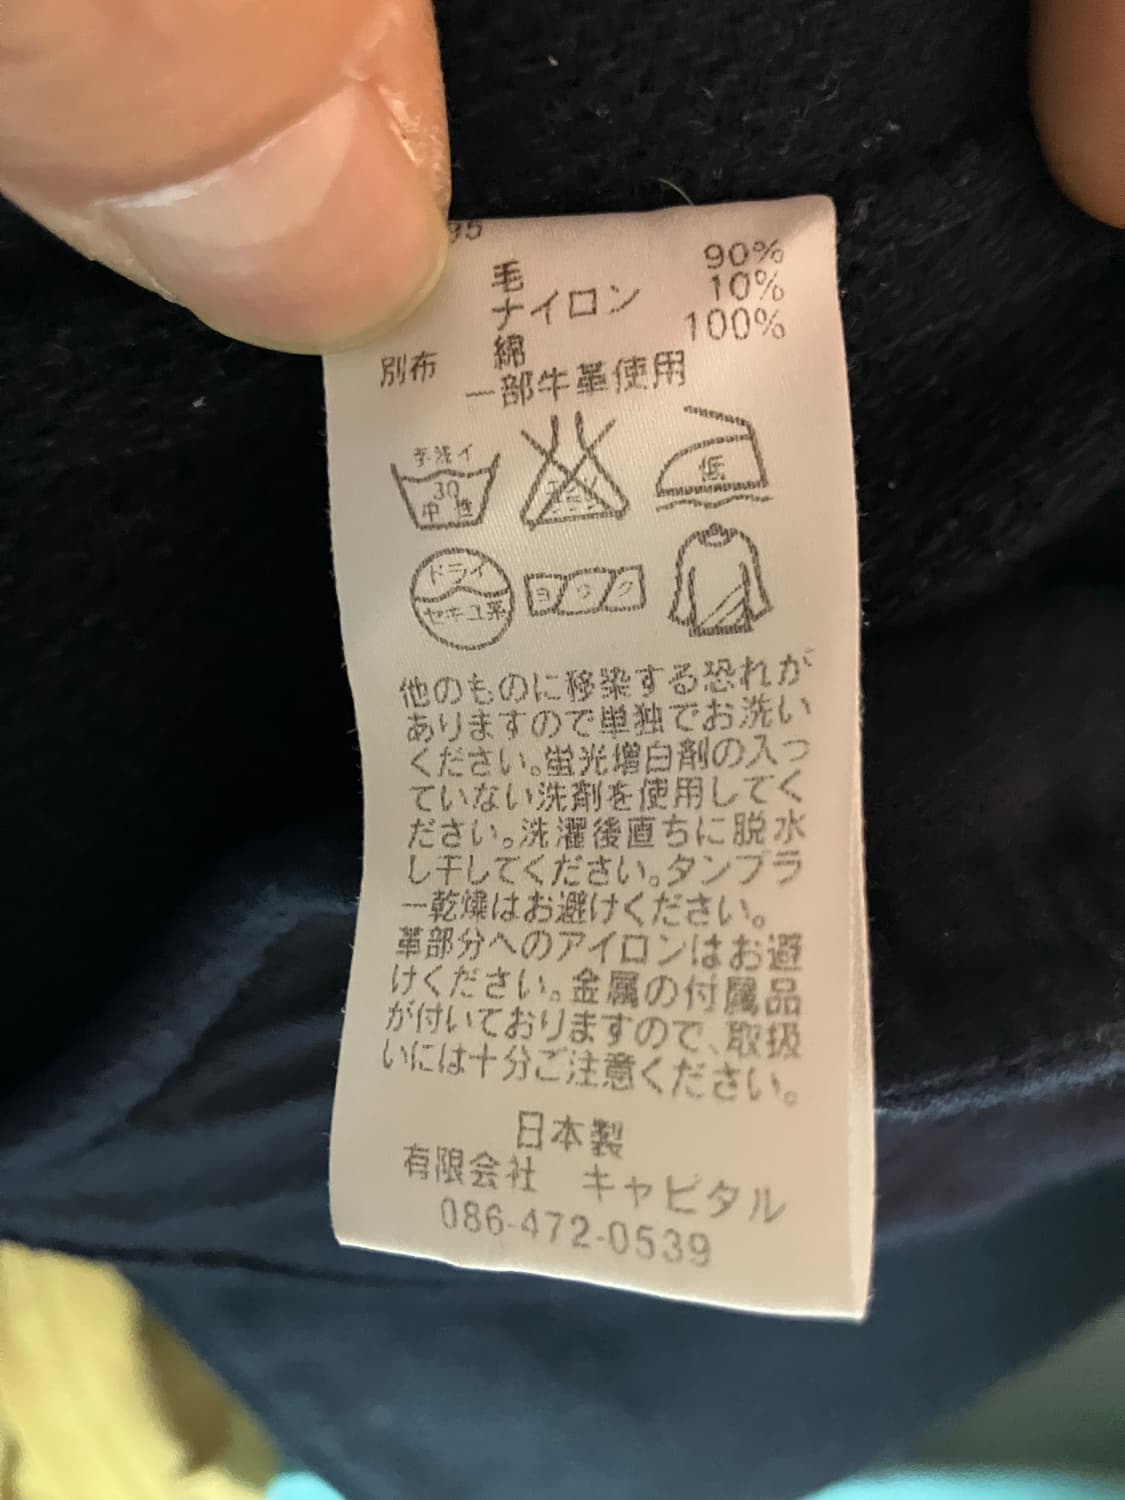 95
毛 90%
ナイロン 10%
別布 綿 100%
一部牛革使用
手洗イ
30
中性
エンソ
サラシ
低
ドライ
セキユ系
ヨワク
他のものに移染する恐れが
ありますので単独でお洗い
ください。蛍光増白剤の入っ
ていない洗剤を使用してく
ださい。洗濯後直ちに脱水
し干してください。タンブラ
ー乾燥はお避けください。
革部分へのアイロンはお避
けください。金属の付属品
が付いておりますので、取扱
いには十分ご注意ください。
日本製
有限会社 キャピタル
086-472-0539